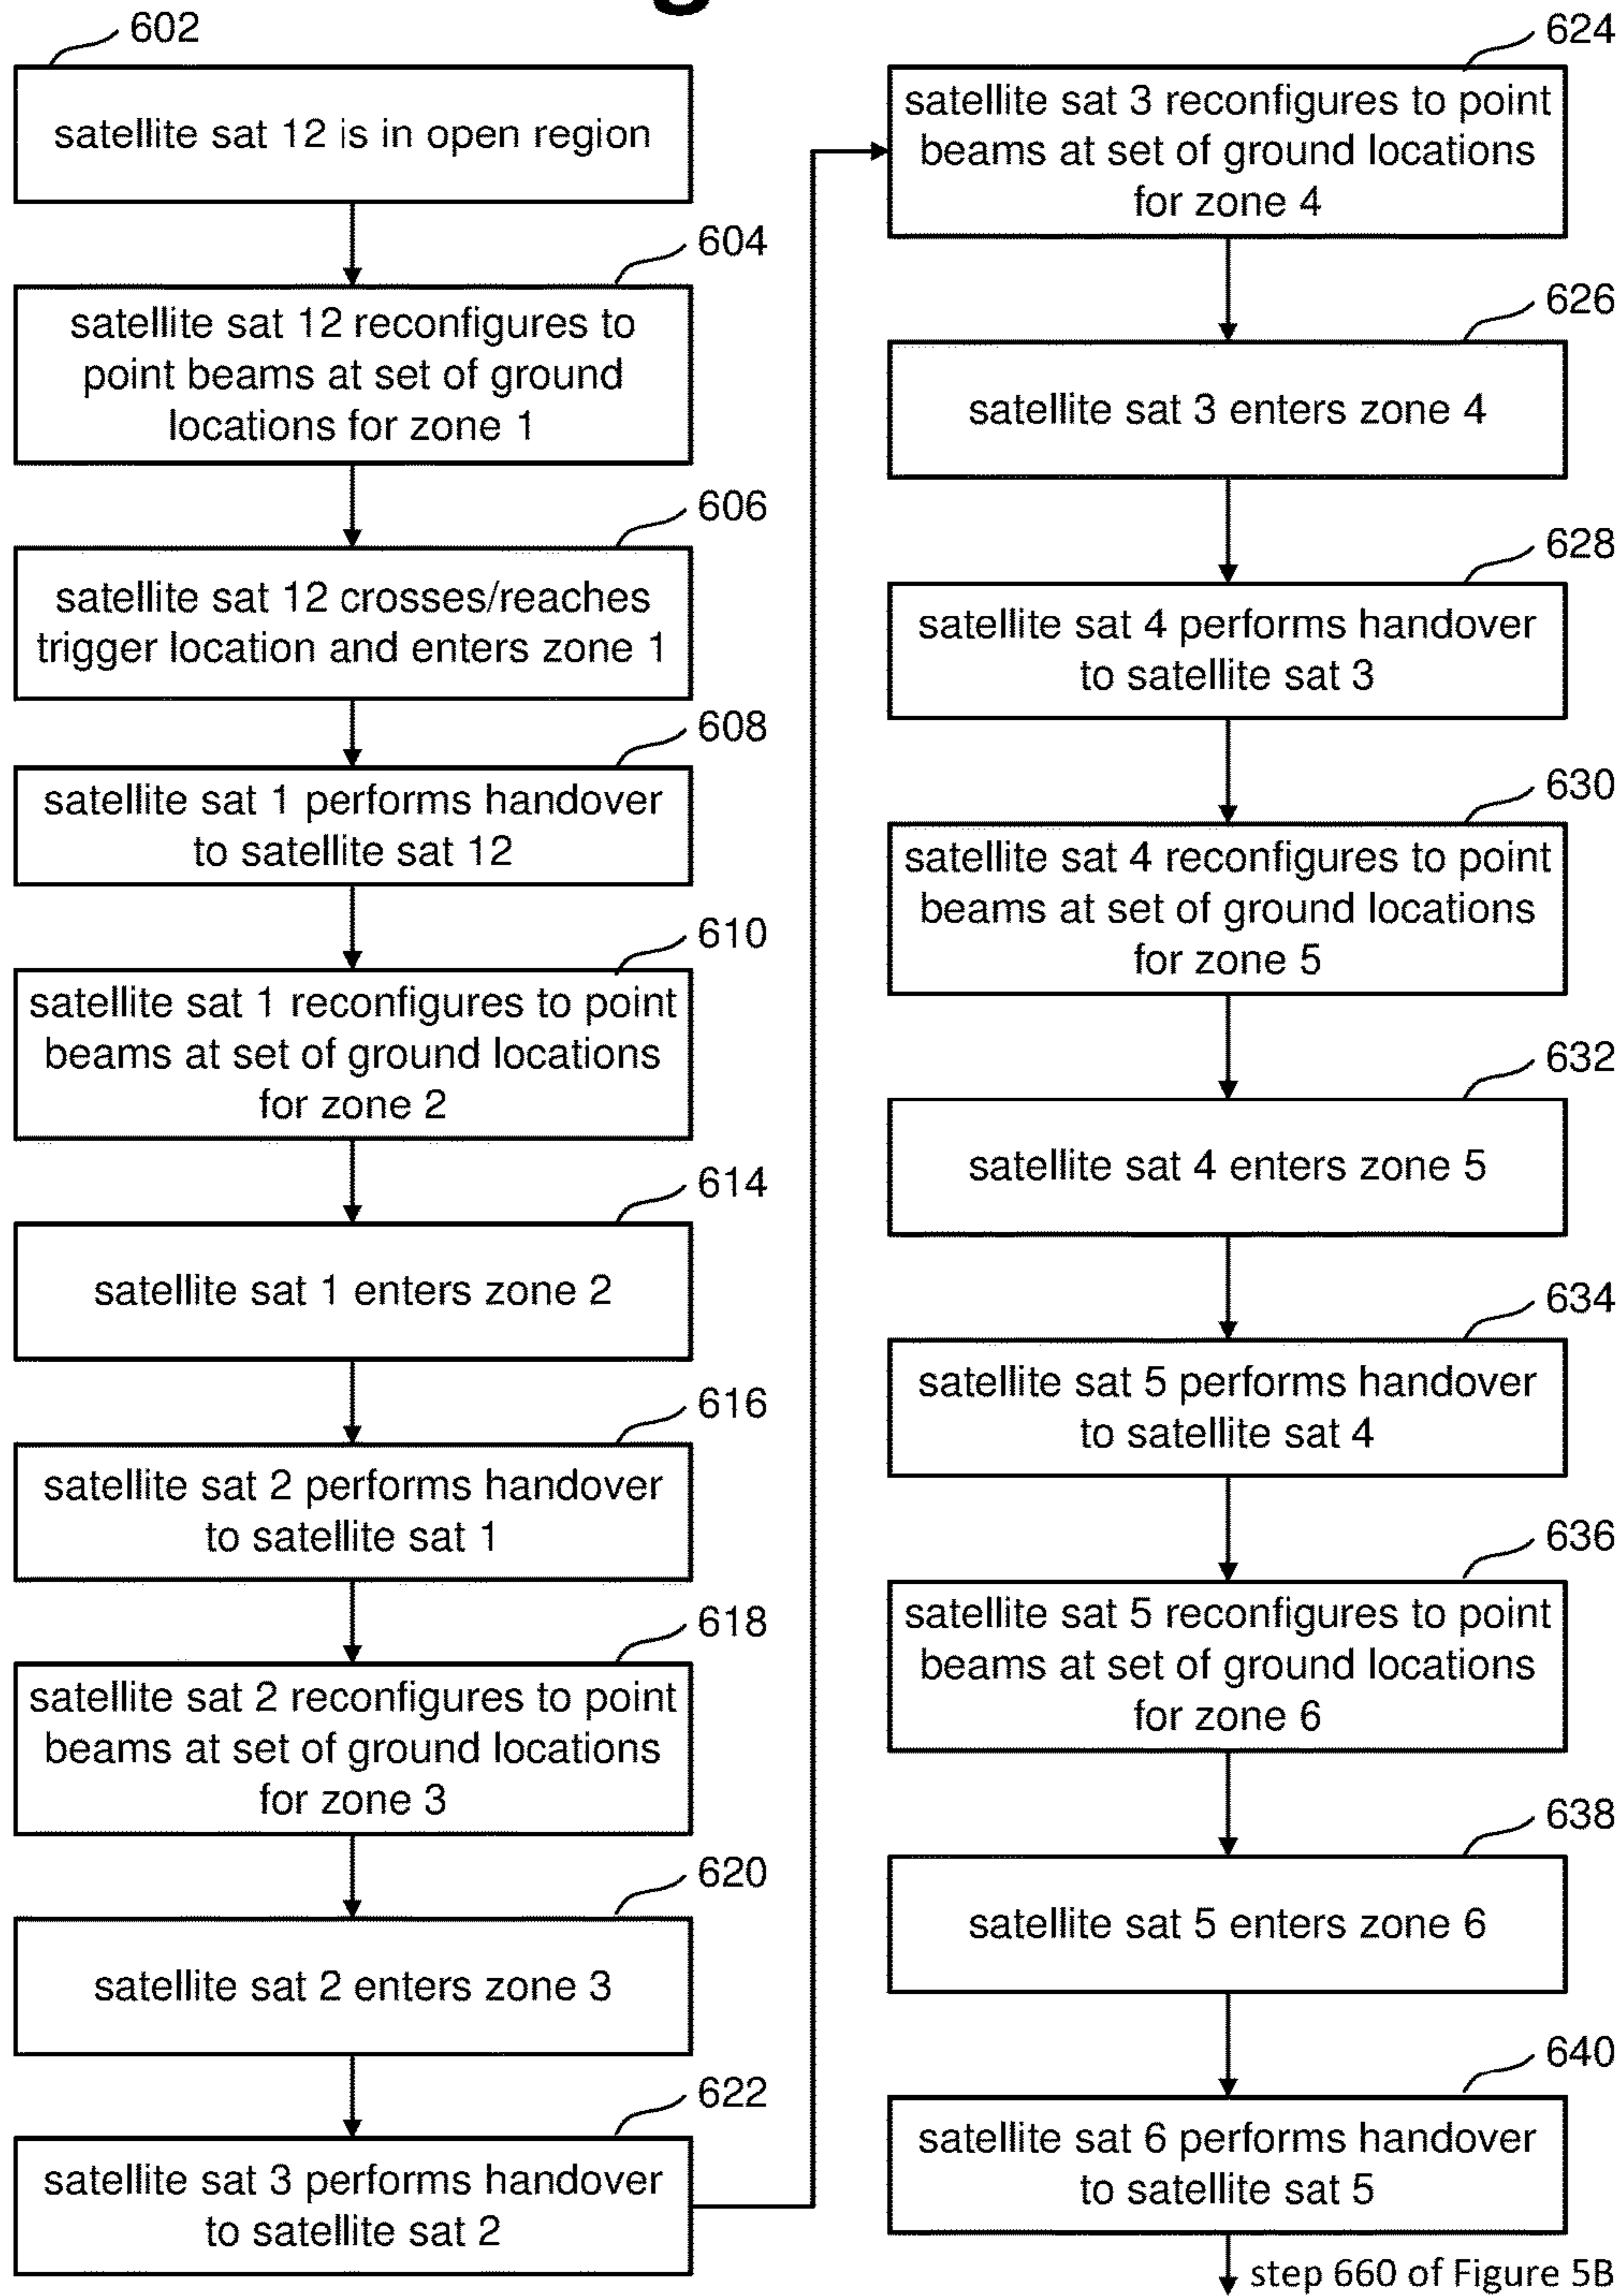 602
satellite sat 12 is in open region
604
satellite sat 12 reconfigures to
point beams at set of ground
locations for zone 1
606
satellite sat 12 crosses/reaches
trigger location and enters zone 1
608
satellite sat 1 performs handover
to satellite sat 12
610
satellite sat 1 reconfigures to point
beams at set of ground locations
for zone 2
614
satellite sat 1 enters zone 2
616
satellite sat 2 performs handover
to satellite sat 1
618
satellite sat 2 reconfigures to point
beams at set of ground locations
for zone 3
620
satellite sat 2 enters zone 3
622
satellite sat 3 performs handover
to satellite sat 2
624
satellite sat 3 reconfigures to point
beams at set of ground locations
for zone 4
626
satellite sat 3 enters zone 4
628
satellite sat 4 performs handover
to satellite sat 3
630
satellite sat 4 reconfigures to point
beams at set of ground locations
for zone 5
632
satellite sat 4 enters zone 5
634
satellite sat 5 performs handover
to satellite sat 4
636
satellite sat 5 reconfigures to point
beams at set of ground locations
for zone 6
638
satellite sat 5 enters zone 6
640
satellite sat 6 performs handover
to satellite sat 5
step 660 of Figure 5B